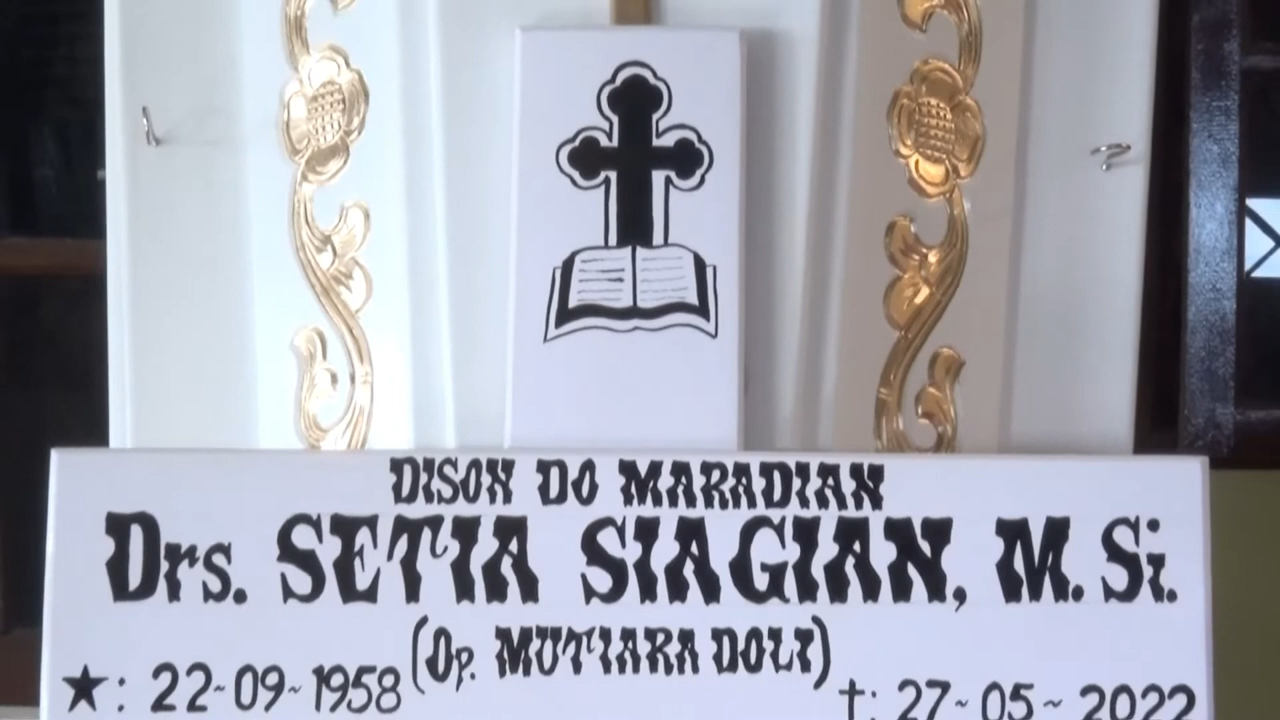 DISON DO MARADIAN
Drs. SETIA SIAGIAN, M. Si.
(Op. MUTIARA DOLI)
★: 22-09-1958 †: 27-05-2022